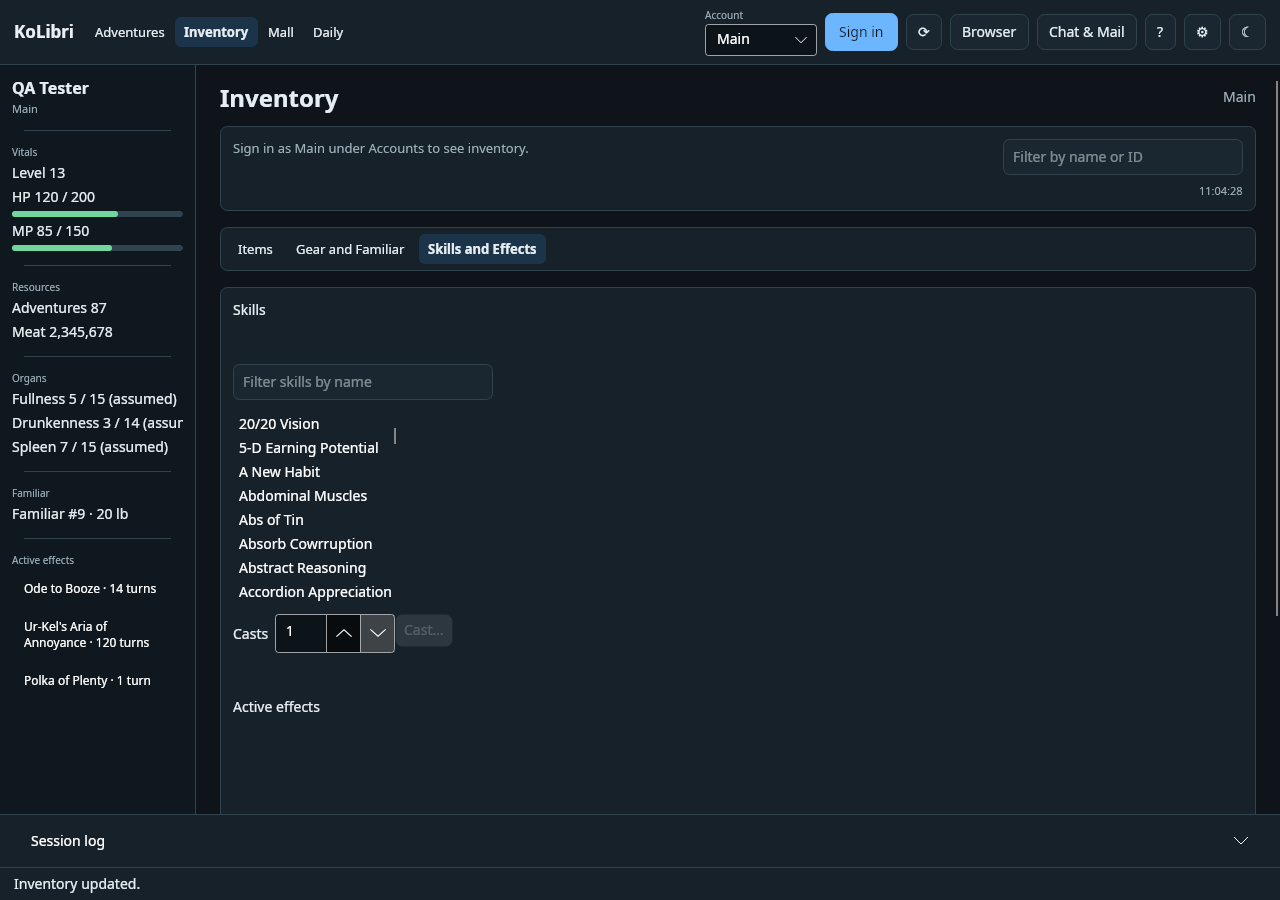 KoLibri
Adventures
Inventory
Mall
Daily
Account
Main
Sign in
Browser
Chat & Mail
?
QA Tester
Main
Vitals
Level 13
HP 120 / 200
MP 85 / 150
Resources
Adventures 87
Meat 2,345,678
Organs
Fullness 5 / 15 (assumed)
Drunkenness 3 / 14 (assur
Spleen 7 / 15 (assumed)
Familiar
Familiar #9 · 20 lb
Active effects
Ode to Booze · 14 turns
Ur-Kel's Aria of
Annoyance · 120 turns
Polka of Plenty · 1 turn
Inventory
Main
Sign in as Main under Accounts to see inventory.
Filter by name or ID
11:04:28
Items
Gear and Familiar
Skills and Effects
Skills
Filter skills by name
20/20 Vision
5-D Earning Potential
A New Habit
Abdominal Muscles
Abs of Tin
Absorb Cowrruption
Abstract Reasoning
Accordion Appreciation
Casts
1
Cast...
Active effects
Session log
Inventory updated.